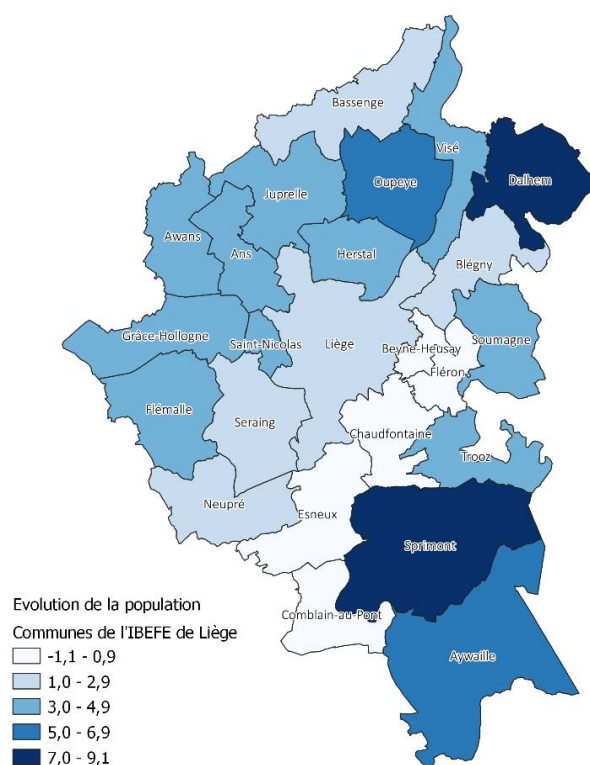 Bassenge
Visé
Dalhem
Oupeye
Juprelle
Awans
Ans
Herstal
Blégny
Grâce-Hollogne
Saint-Nicolas
Liège
Beyne-Heusay
Soumagne
Fléron
Flémalle
Seraing
Chaudfontaine
Trooz
Neupré
Esneux
Sprimont
Comblain-au-Pont
Aywaille
Evolution de la population
Communes de l'IBEFE de Liège
-1,1 - 0,9
1,0 - 2,9
3,0 - 4,9
5,0 - 6,9
7,0 - 9,1